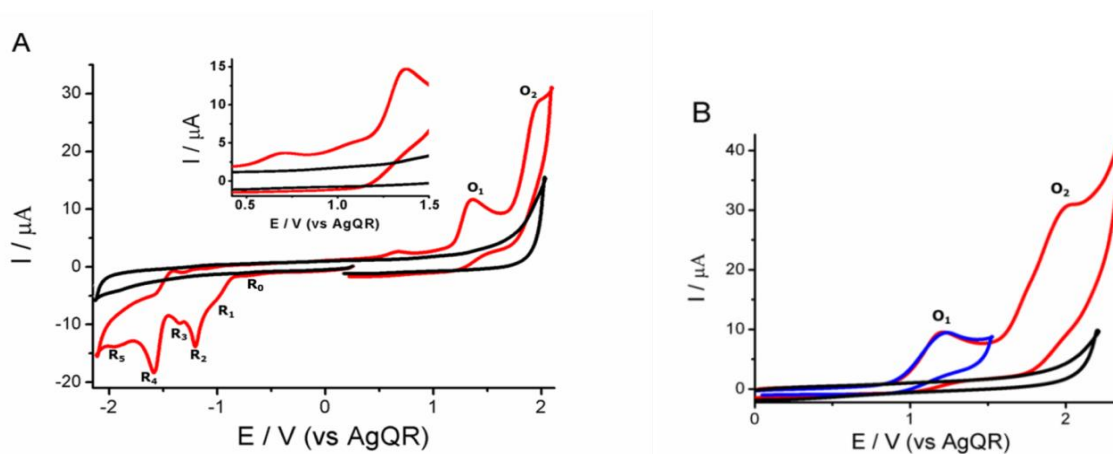 A
I / µA
30
20
10
0
-10
-20
-2
-1
0
1
2
E / V (vs AgQR)
R₀
R₁
R₂
R₃
R₄
R₅
O₁
O₂
15
10
5
0
I / µA
0.5
1.0
1.5
E / V (vs AgQR)
B
I / µA
40
30
20
10
0
0
1
2
E / V (vs AgQR)
O₁
O₂